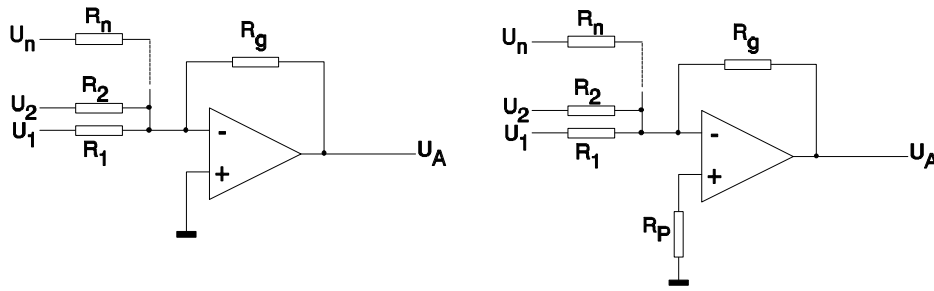 Rn
Un
Rg
R2
U2
U1
R1
-
+
UA
Rn
Un
Rg
R2
U2
U1
R1
-
+
UA
RP